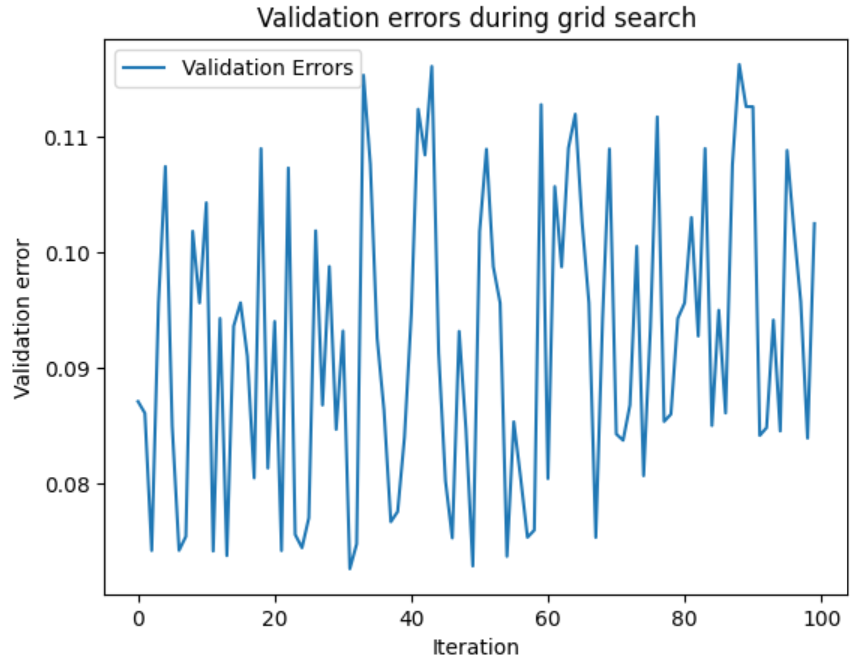 Validation errors during grid search
Validation Errors
0.11
0.10
0.09
0.08
Validation error
0 20 40 60 80 100
Iteration